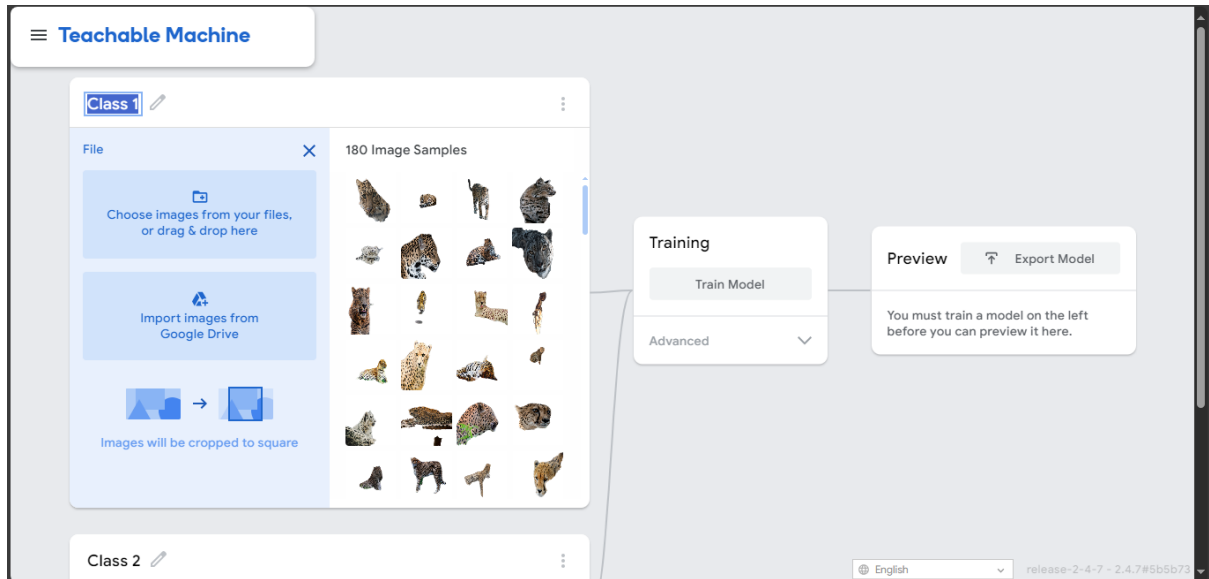 Teachable Machine
Class 1
File
180 Image Samples
Choose images from your files,
or drag & drop here
Import images from
Google Drive
Images will be cropped to square
Training
Train Model
Advanced
Preview
Export Model
You must train a model on the left
before you can preview it here.
Class 2
English
release-2-4-7 - 2.4.7#5b5b73